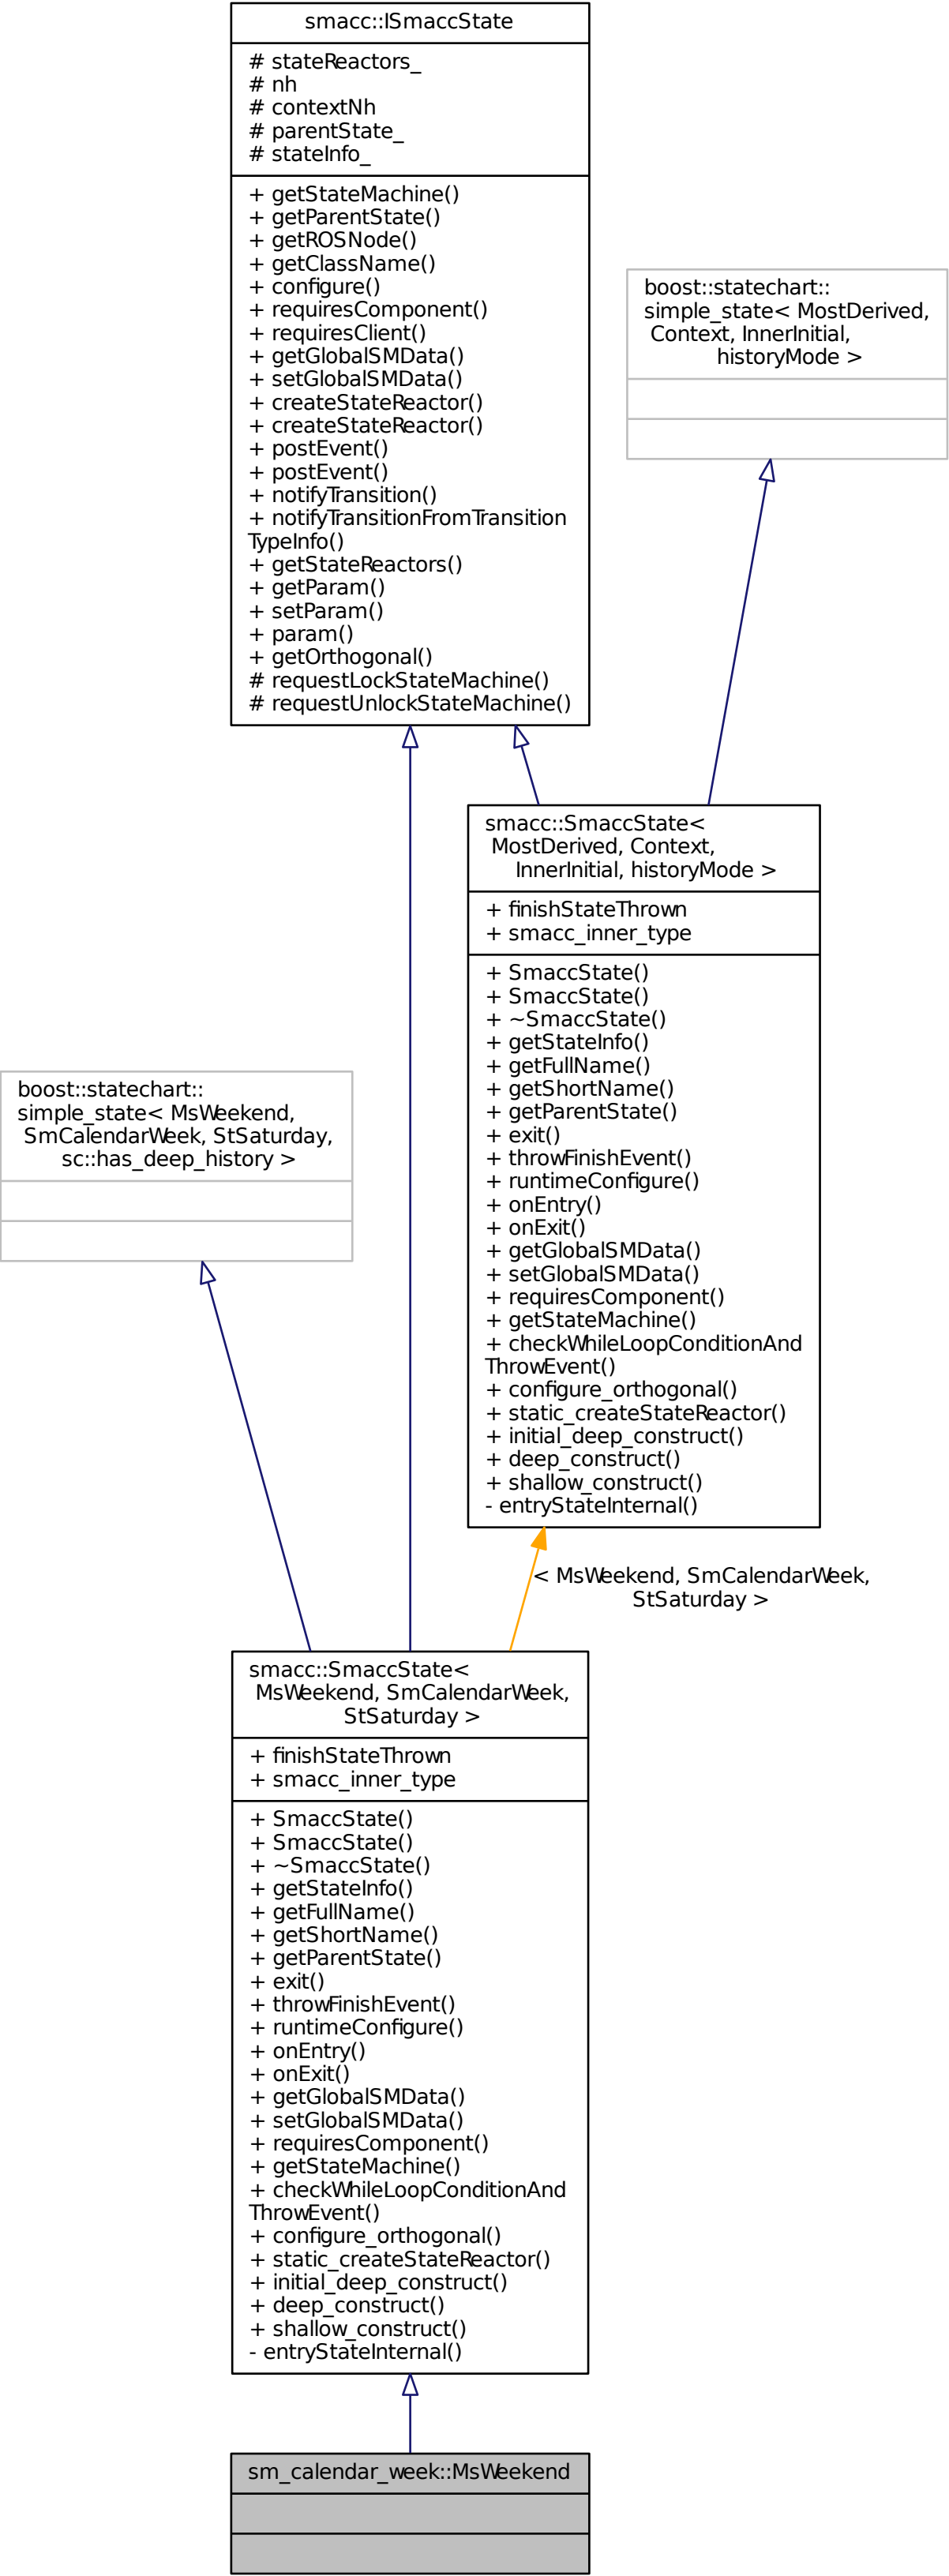 smacc::ISmaccState
# stateReactors_
# nh
# contextNh
# parentState_
# stateInfo_
+ getStateMachine()
+ getParentState()
+ getROSNode()
+ getClassName()
+ configure()
+ requiresComponent()
+ requiresClient()
+ getGlobalSMData()
+ setGlobalSMData()
+ createStateReactor()
+ createStateReactor()
+ postEvent()
+ postEvent()
+ notifyTransition()
+ notifyTransitionFromTransition
TypeInfo()
+ getStateReactors()
+ getParam()
+ setParam()
+ param()
+ getOrthogonal()
# requestLockStateMachine()
# requestUnlockStateMachine()
boost::statechart::
simple_state< MostDerived,
Context, InnerInitial,
historyMode >
smacc::SmaccState<
MostDerived, Context,
InnerInitial, historyMode >
+ finishStateThrown
+ smacc_inner_type
+ SmaccState()
+ SmaccState()
+ ~SmaccState()
+ getStateInfo()
+ getFullName()
+ getShortName()
+ getParentState()
+ exit()
+ throwFinishEvent()
+ runtimeConfigure()
+ onEntry()
+ onExit()
+ getGlobalSMData()
+ setGlobalSMData()
+ requiresComponent()
+ getStateMachine()
+ checkWhileLoopConditionAnd
ThrowEvent()
+ configure_orthogonal()
+ static_createStateReactor()
+ initial_deep_construct()
+ deep_construct()
+ shallow_construct()
- entryStateInternal()
boost::statechart::
simple_state< MsWeekend,
SmCalendarWeek, StSaturday,
sc::has_deep_history >
< MsWeekend, SmCalendarWeek,
StSaturday >
smacc::SmaccState<
MsWeekend, SmCalendarWeek,
StSaturday >
+ finishStateThrown
+ smacc_inner_type
+ SmaccState()
+ SmaccState()
+ ~SmaccState()
+ getStateInfo()
+ getFullName()
+ getShortName()
+ getParentState()
+ exit()
+ throwFinishEvent()
+ runtimeConfigure()
+ onEntry()
+ onExit()
+ getGlobalSMData()
+ setGlobalSMData()
+ requiresComponent()
+ getStateMachine()
+ checkWhileLoopConditionAnd
ThrowEvent()
+ configure_orthogonal()
+ static_createStateReactor()
+ initial_deep_construct()
+ deep_construct()
+ shallow_construct()
- entryStateInternal()
sm_calendar_week::MsWeekend